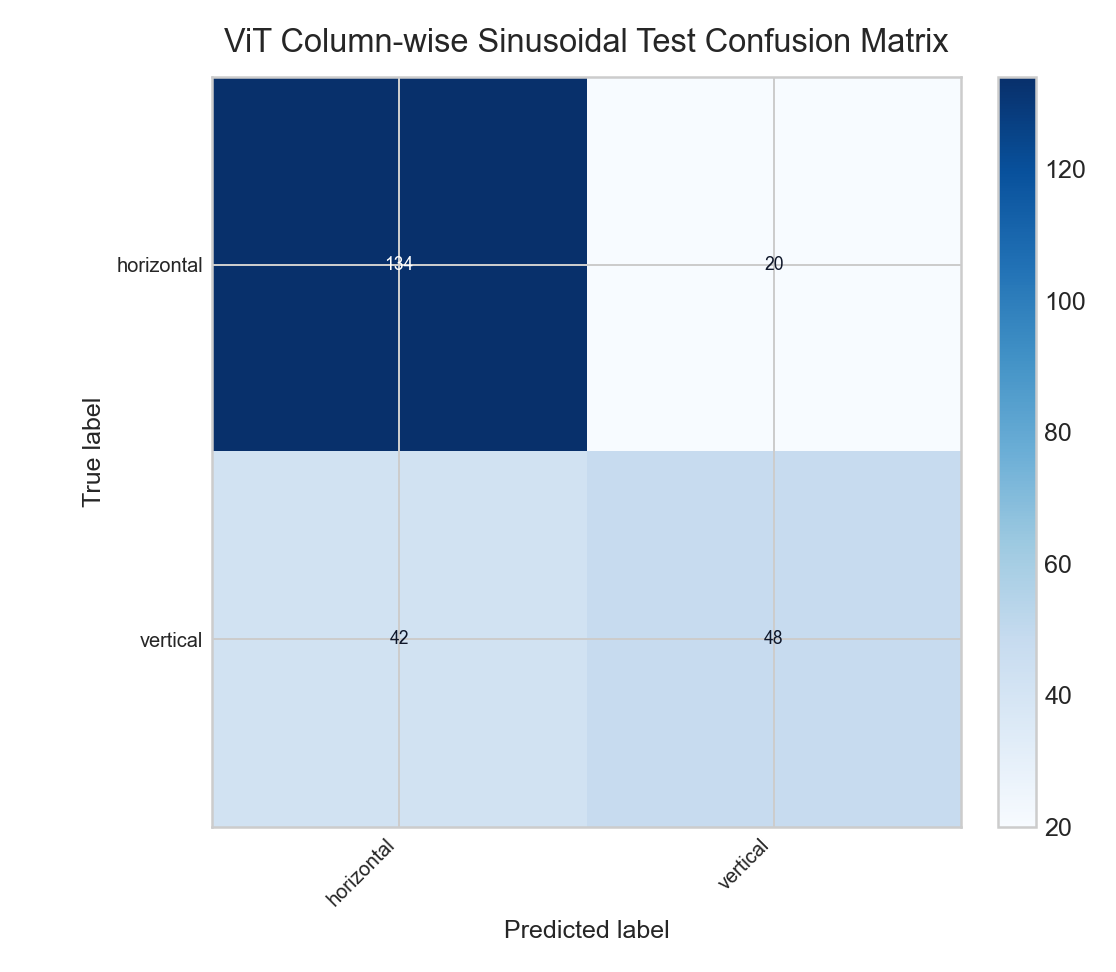 ViT Column-wise Sinusoidal Test Confusion Matrix
horizontal
134
20
vertical
42
48
True label
horizontal
vertical
Predicted label
120
100
80
60
40
20